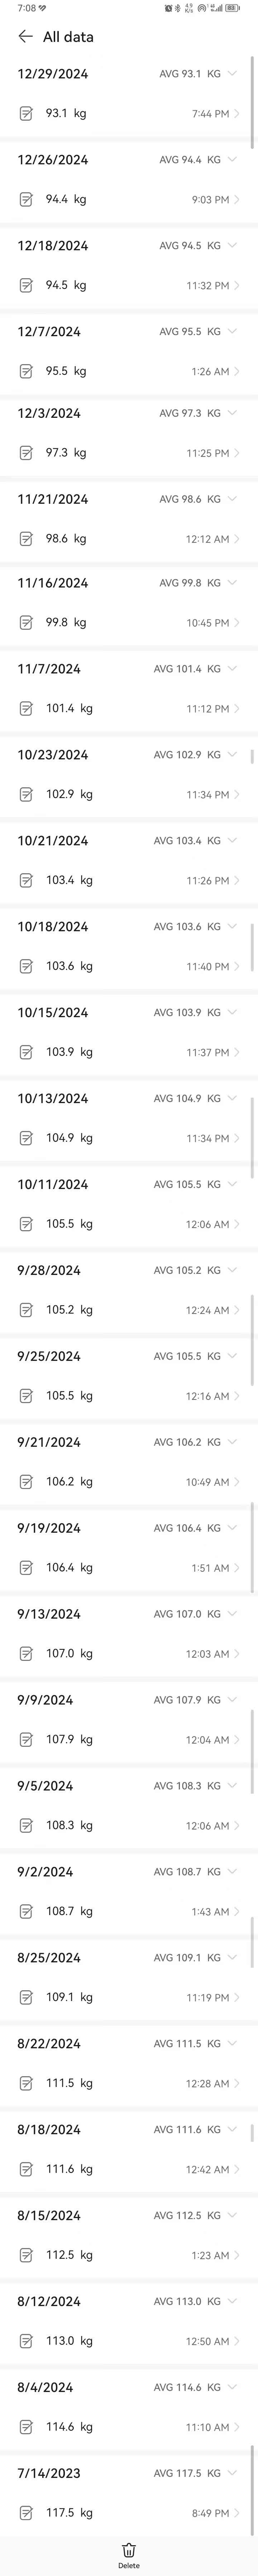 7:08
All data
12/29/2024 AVG 93.1 KG
93.1 kg 7:44 PM
12/26/2024 AVG 94.4 KG
94.4 kg 9:03 PM
12/18/2024 AVG 94.5 KG
94.5 kg 11:32 PM
12/7/2024 AVG 95.5 KG
95.5 kg 1:26 AM
12/3/2024 AVG 97.3 KG
97.3 kg 11:25 PM
11/21/2024 AVG 98.6 KG
98.6 kg 12:12 AM
11/16/2024 AVG 99.8 KG
99.8 kg 10:45 PM
11/7/2024 AVG 101.4 KG
101.4 kg 11:12 PM
10/23/2024 AVG 102.9 KG
102.9 kg 11:34 PM
10/21/2024 AVG 103.4 KG
103.4 kg 11:26 PM
10/18/2024 AVG 103.6 KG
103.6 kg 11:40 PM
10/15/2024 AVG 103.9 KG
103.9 kg 11:37 PM
10/13/2024 AVG 104.9 KG
104.9 kg 11:34 PM
10/11/2024 AVG 105.5 KG
105.5 kg 12:06 AM
9/28/2024 AVG 105.2 KG
105.2 kg 12:24 AM
9/25/2024 AVG 105.5 KG
105.5 kg 12:16 AM
9/21/2024 AVG 106.2 KG
106.2 kg 10:49 AM
9/19/2024 AVG 106.4 KG
106.4 kg 1:51 AM
9/13/2024 AVG 107.0 KG
107.0 kg 12:03 AM
9/9/2024 AVG 107.9 KG
107.9 kg 12:04 AM
9/5/2024 AVG 108.3 KG
108.3 kg 12:06 AM
9/2/2024 AVG 108.7 KG
108.7 kg 1:43 AM
8/25/2024 AVG 109.1 KG
109.1 kg 11:19 PM
8/22/2024 AVG 111.5 KG
111.5 kg 12:28 AM
8/18/2024 AVG 111.6 KG
111.6 kg 12:42 AM
8/15/2024 AVG 112.5 KG
112.5 kg 1:23 AM
8/12/2024 AVG 113.0 KG
113.0 kg 12:50 AM
8/4/2024 AVG 114.6 KG
114.6 kg 11:10 AM
7/14/2023 AVG 117.5 KG
117.5 kg 8:49 PM
Delete